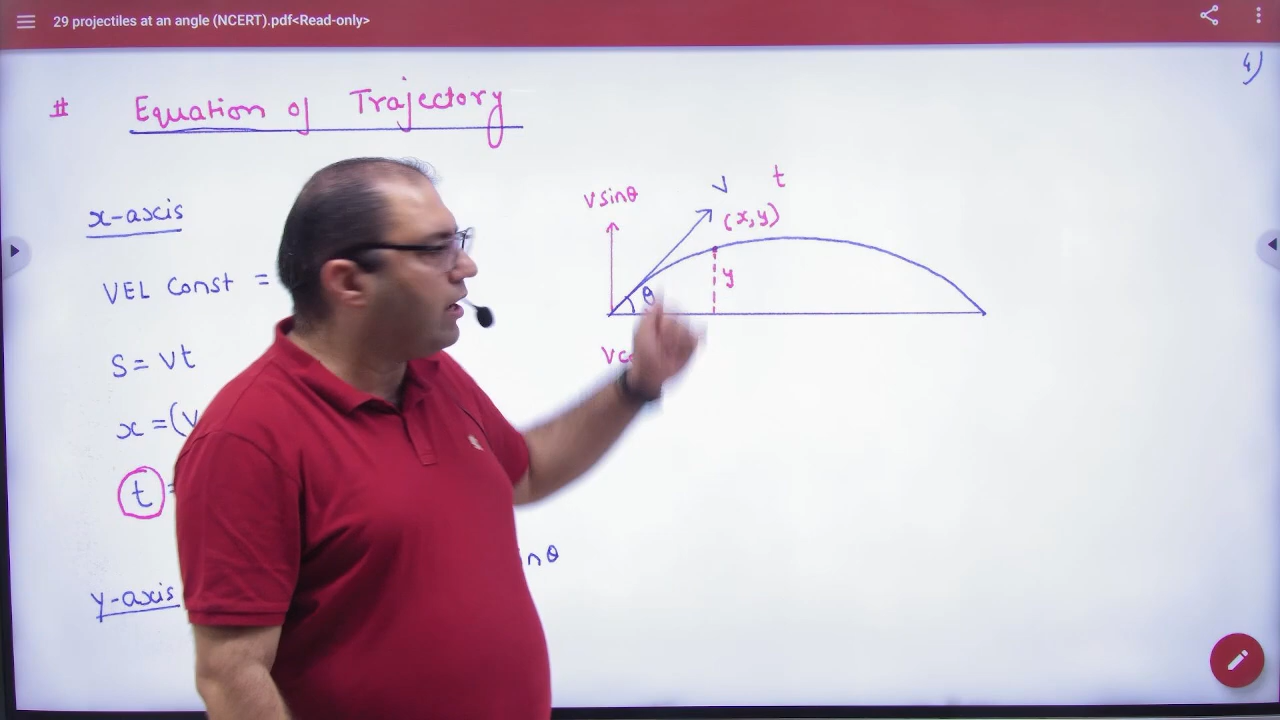 29 projectiles at an angle (NCERT).pdf<Read-only>
4)
# Equation of Trajectory
x-axis
VEL Const =
S = vt
x = (v
t =
y-axis
nθ
v t
v sinθ
(x,y)
y
θ